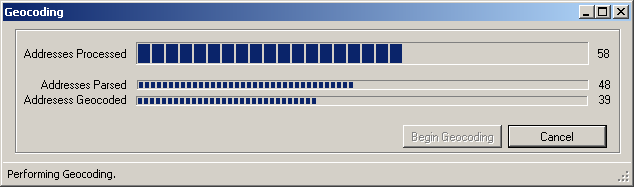 Geocoding
Addresses Processed 58
Addresses Parsed 48
Addresess Geocoded 39
Begin Geocoding Cancel
Performing Geocoding.